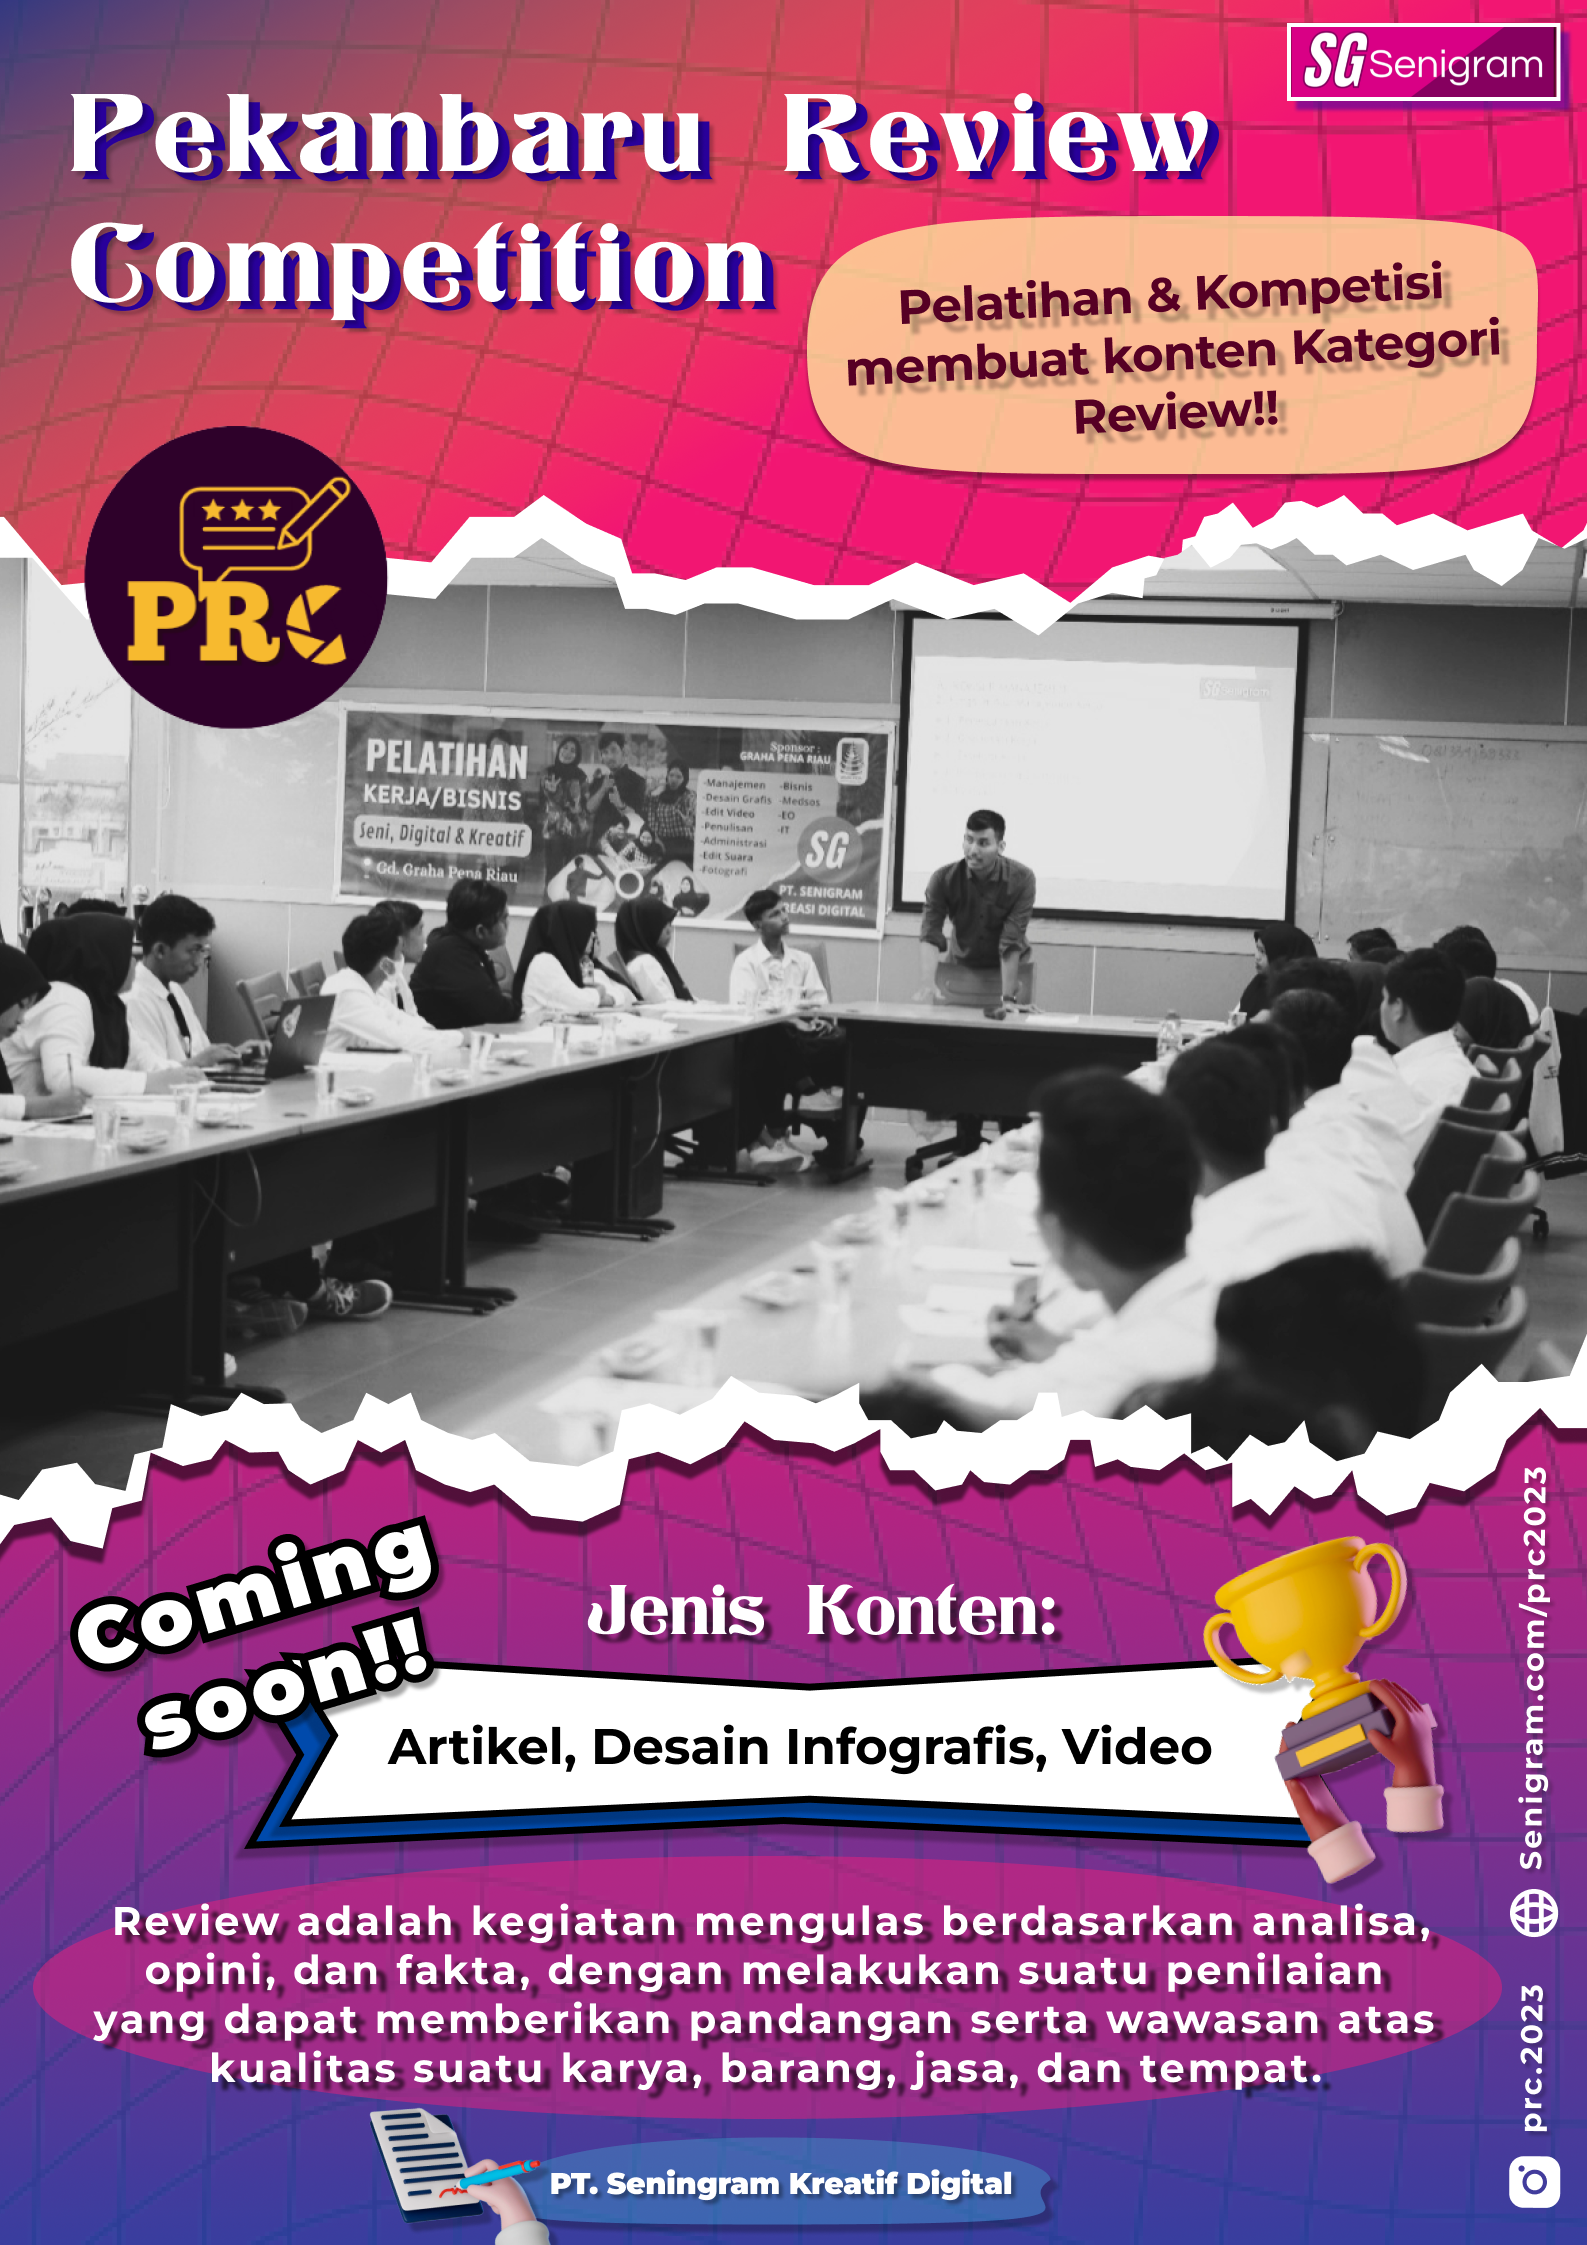 SG Senigram
Pekanbaru Review
Competition
Pelatihan & Kompetisi
membuat konten Kategori
Review!!
PRC
PELATIHAN
KERJA/BISNIS
Seni, Digital & Kreatif
Gd. Graha Pena Riau
Sponsor :
GRAHA PENA RIAU
-Manajemen -Bisnis
-Desain Grafis -Medsos
-Edit Video -EO
-Penulisan -IT
-Administrasi
-Edit Suara
-Fotografi
SG
PT. SENIGRAM
REASI DIGITAL
SG Senigram
Coming
soon!!
Jenis Konten:
Artikel, Desain Infografis, Video
Review adalah kegiatan mengulas berdasarkan analisa,
opini, dan fakta, dengan melakukan suatu penilaian
yang dapat memberikan pandangan serta wawasan atas
kualitas suatu karya, barang, jasa, dan tempat.
PT. Seningram Kreatif Digital
Senigram.com/prc2023
prc.2023